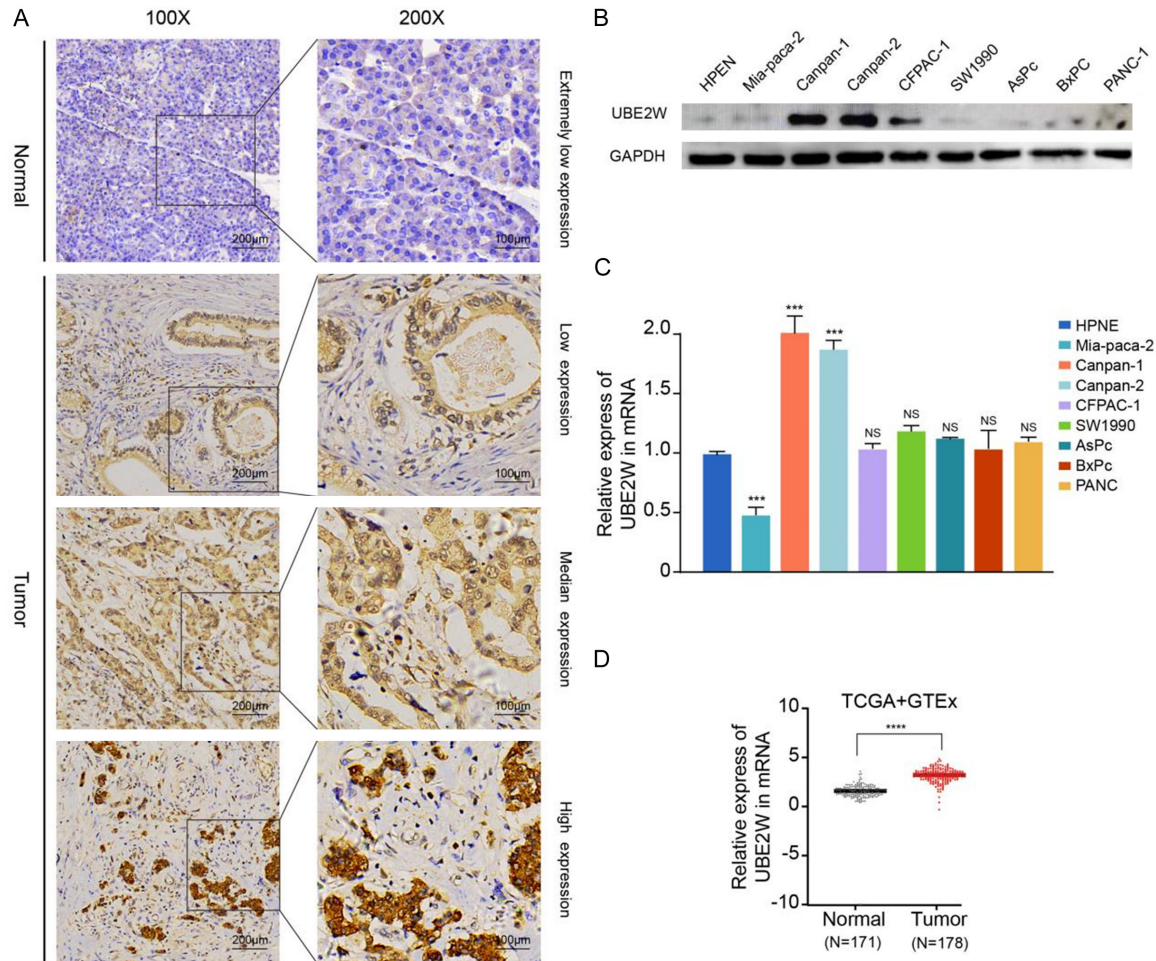 A
100X
200X
Normal
200µm
100µm
Extremely low expression
Tumor
200µm
100µm
Low expression
200µm
100µm
Median expression
200µm
100µm
High expression
B
HPEN
Mia-paca-2
Canpan-1
Canpan-2
CFPAC-1
SW1990
AsPc
BxPC
PANC-1
UBE2W
GAPDH
C
Relative express of
UBE2W in mRNA
2.0
1.5
1.0
0.5
0
***
***
***
NS
NS
NS
NS
NS
HPNE
Mia-paca-2
Canpan-1
Canpan-2
CFPAC-1
SW1990
AsPc
BxPc
PANC
D
TCGA+GTEx
Relative express of
UBE2W in mRNA
10
5
0
-5
-10
****
Normal
(N=171)
Tumor
(N=178)